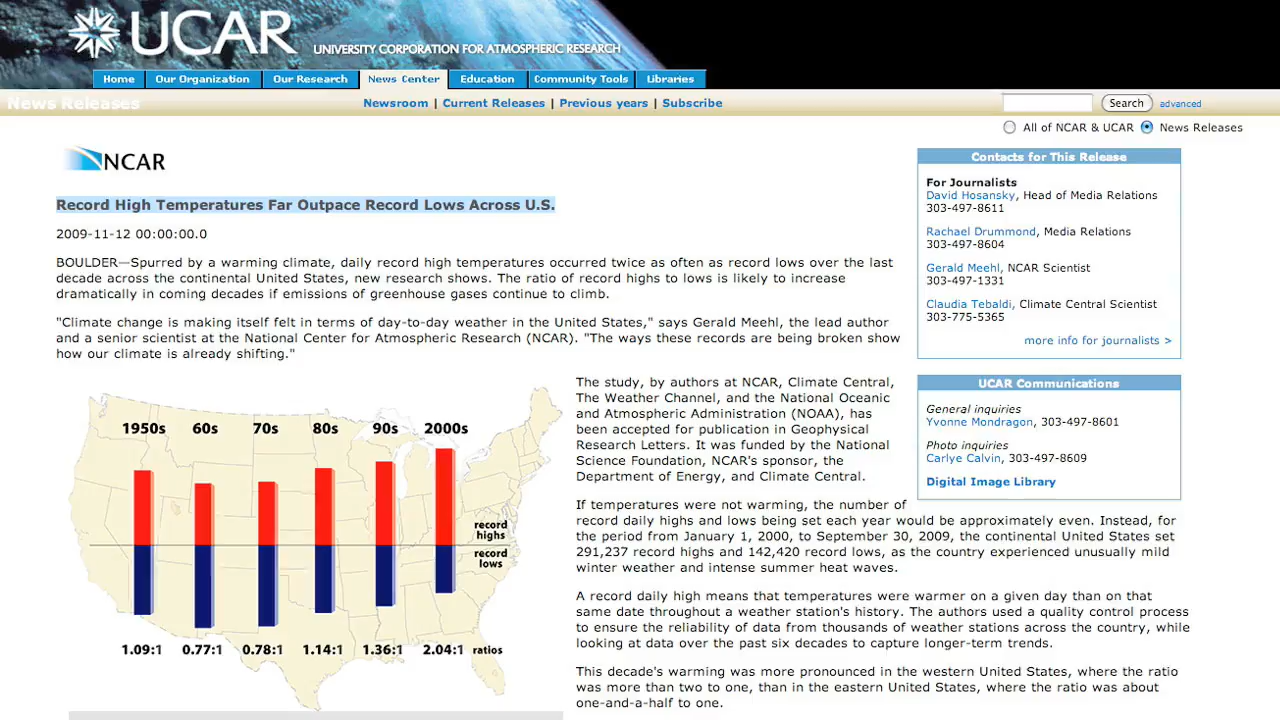 UCAR
UNIVERSITY CORPORATION FOR ATMOSPHERIC RESEARCH
Home Our Organization Our Research News Center Education Community Tools Libraries
News Releases
Newsroom | Current Releases | Previous years | Subscribe
Search advanced
All of NCAR & UCAR News Releases
NCAR
Record High Temperatures Far Outpace Record Lows Across U.S.
2009-11-12 00:00:00.0
BOULDER—Spurred by a warming climate, daily record high temperatures occurred twice as often as record lows over the last
decade across the continental United States, new research shows. The ratio of record highs to lows is likely to increase
dramatically in coming decades if emissions of greenhouse gases continue to climb.
"Climate change is making itself felt in terms of day-to-day weather in the United States," says Gerald Meehl, the lead author
and a senior scientist at the National Center for Atmospheric Research (NCAR). "The ways these records are being broken show
how our climate is already shifting."
1950s 60s 70s 80s 90s 2000s
record
highs
record
lows
1.09:1 0.77:1 0.78:1 1.14:1 1.36:1 2.04:1 ratios
The study, by authors at NCAR, Climate Central,
The Weather Channel, and the National Oceanic
and Atmospheric Administration (NOAA), has
been accepted for publication in Geophysical
Research Letters. It was funded by the National
Science Foundation, NCAR's sponsor, the
Department of Energy, and Climate Central.
If temperatures were not warming, the number of
record daily highs and lows being set each year would be approximately even. Instead, for
the period from January 1, 2000, to September 30, 2009, the continental United States set
291,237 record highs and 142,420 record lows, as the country experienced unusually mild
winter weather and intense summer heat waves.
A record daily high means that temperatures were warmer on a given day than on that
same date throughout a weather station's history. The authors used a quality control process
to ensure the reliability of data from thousands of weather stations across the country, while
looking at data over the past six decades to capture longer-term trends.
This decade's warming was more pronounced in the western United States, where the ratio
was more than two to one, than in the eastern United States, where the ratio was about
one-and-a-half to one.
Contacts for This Release
For Journalists
David Hosansky, Head of Media Relations
303-497-8611
Rachael Drummond, Media Relations
303-497-8604
Gerald Meehl, NCAR Scientist
303-497-1331
Claudia Tebaldi, Climate Central Scientist
303-775-5365
more info for journalists >
UCAR Communications
General inquiries
Yvonne Mondragon, 303-497-8601
Photo inquiries
Carlye Calvin, 303-497-8609
Digital Image Library